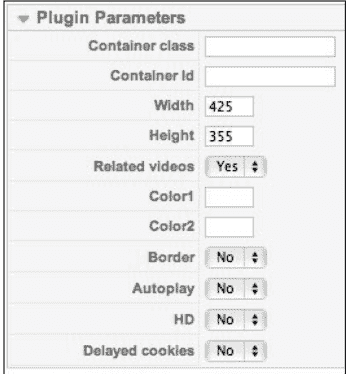 Plugin Parameters
Container class
Container Id
Width 425
Height 355
Related videos Yes
Color1
Color2
Border No
Autoplay No
HD No
Delayed cookies No